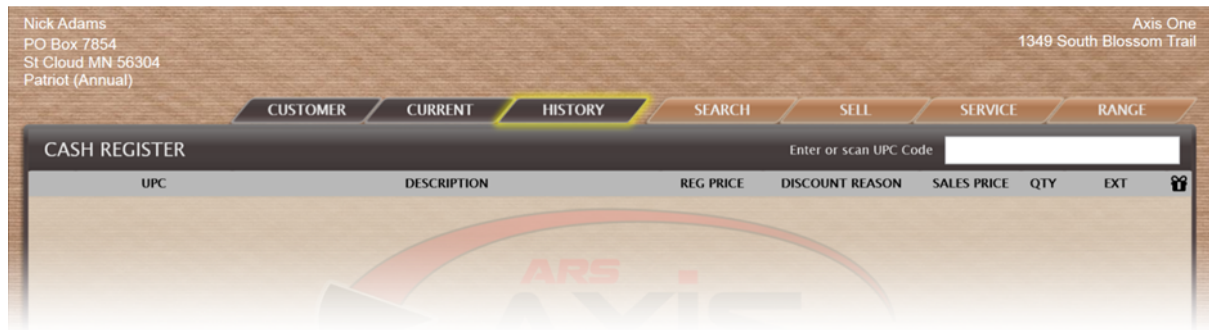 Nick Adams
PO Box 7854
St Cloud MN 56304
Patriot (Annual)
Axis One
1349 South Blossom Trail
CUSTOMER CURRENT HISTORY SEARCH SELL SERVICE RANGE
CASH REGISTER Enter or scan UPC Code
UPC DESCRIPTION REG PRICE DISCOUNT REASON SALES PRICE QTY EXT
ARS
AXIS